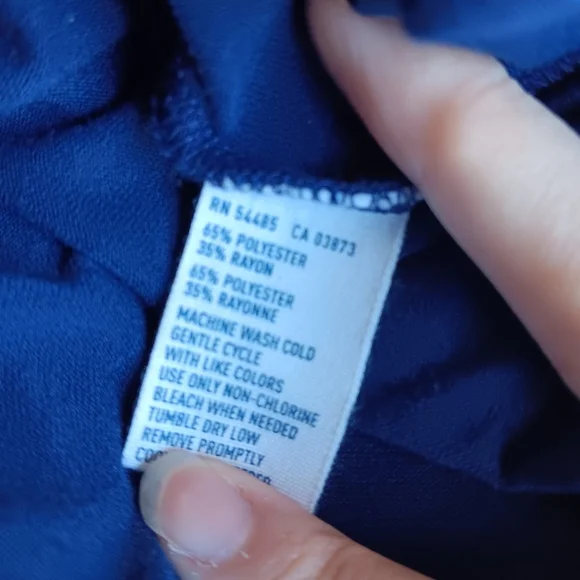 RN 54485 CA 03873
65% POLYESTER
35% RAYON
65% POLYESTER
35% RAYONNE
MACHINE WASH COLD
GENTLE CYCLE
WITH LIKE COLORS
USE ONLY NON-CHLORINE
BLEACH WHEN NEEDED
TUMBLE DRY LOW
REMOVE PROMPTLY